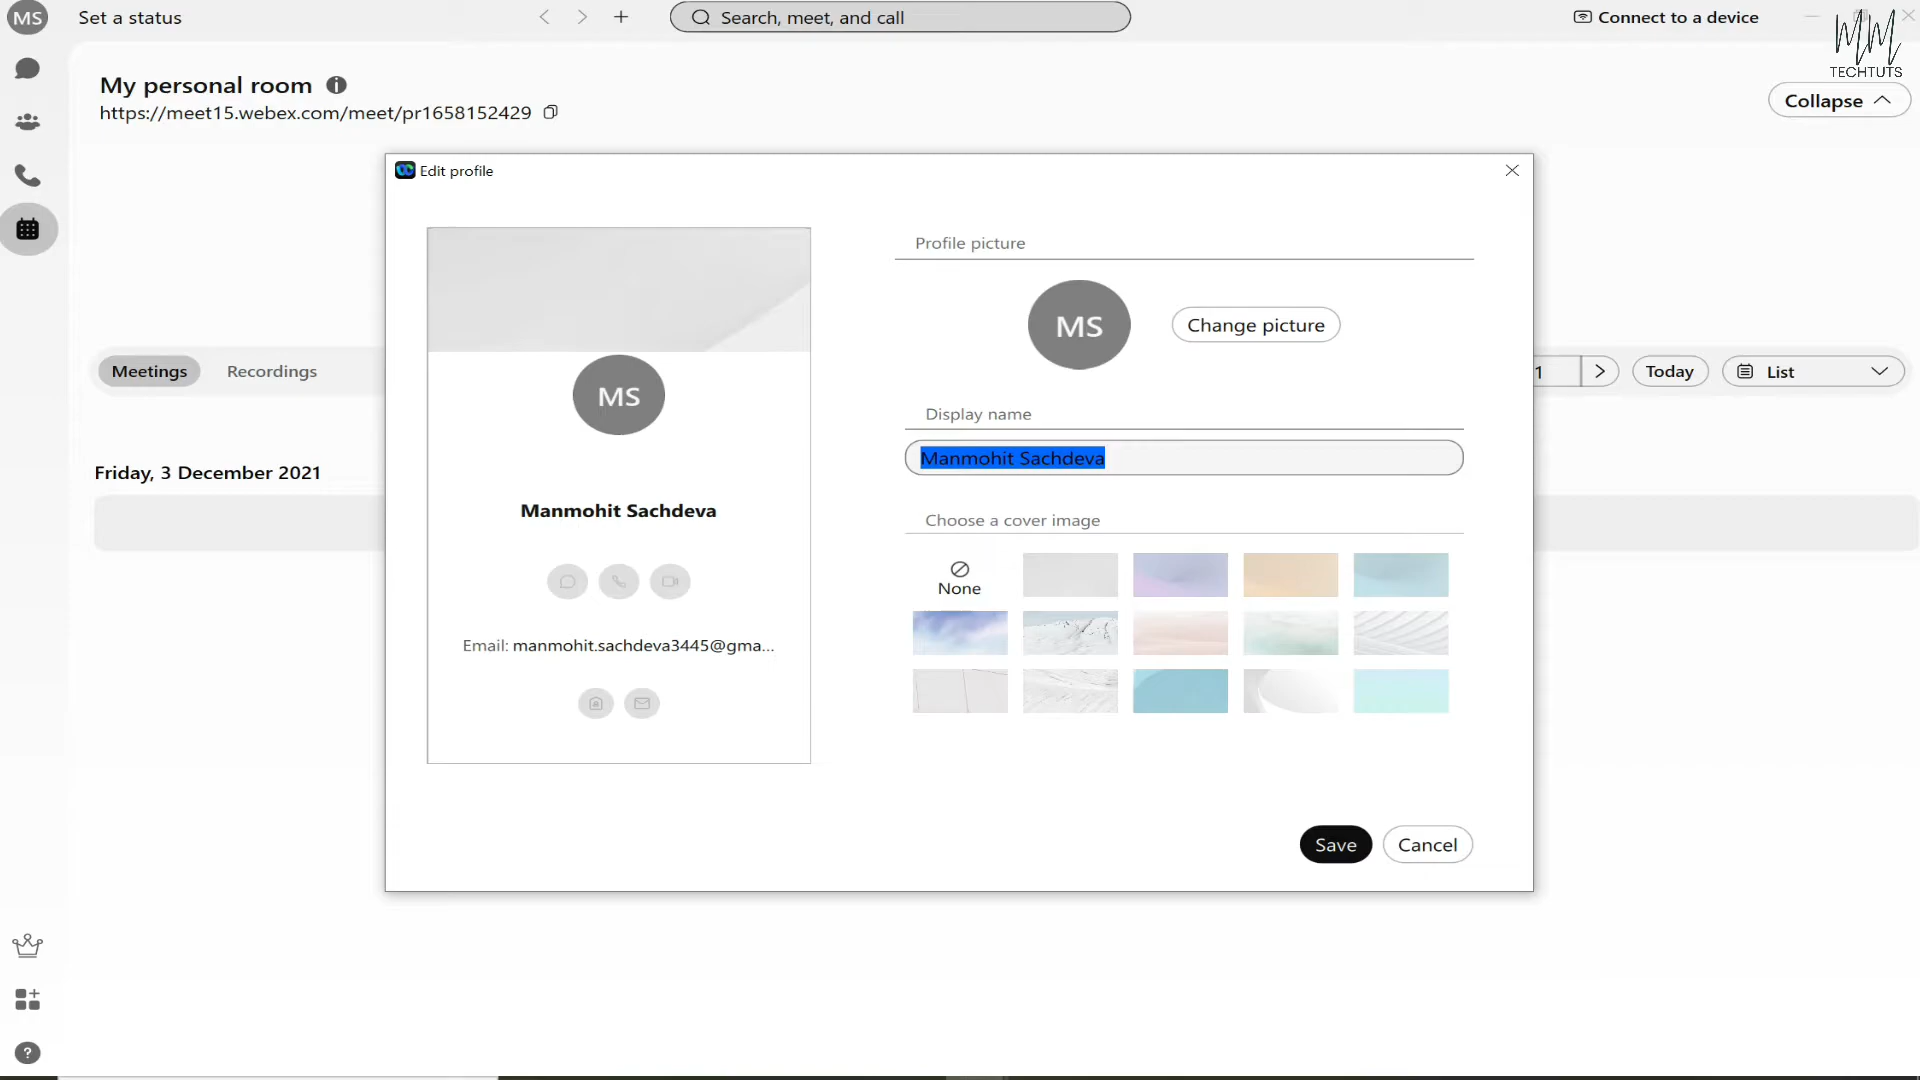 MS
Set a status
Search, meet, and call
Connect to a device
MM
TECHTUTS
My personal room
https://meet15.webex.com/meet/pr1658152429
Collapse
Edit profile
Profile picture
MS
Change picture
MS
Meetings
Recordings
1
Today
List
Display name
Manmohit Sachdeva
Friday, 3 December 2021
Manmohit Sachdeva
Choose a cover image
None
Email: manmohit.sachdeva3445@gma...
Save
Cancel
?